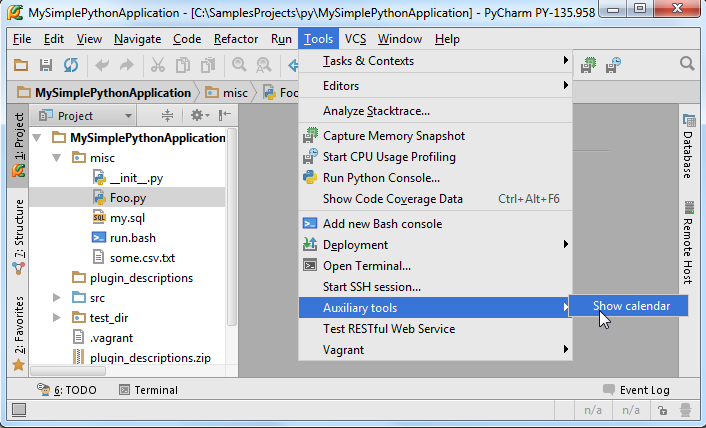 MySimplePythonApplication - [C:\SamplesProjects\py\MySimplePythonApplication] - PyCharm PY-135.958
File Edit View Navigate Code Refactor Run Tools VCS Window Help
MySimplePythonApplication misc Foo
Project
1: Project
7: Structure
2: Favorites
MySimplePythonApplication
misc
__init__.py
Foo.py
my.sql
run.bash
some.csv.txt
plugin_descriptions
src
test_dir
.vagrant
plugin_descriptions.zip
Tasks & Contexts
Editors
Analyze Stacktrace...
Capture Memory Snapshot
Start CPU Usage Profiling
Run Python Console...
Show Code Coverage Data Ctrl+Alt+F6
Add new Bash console
Deployment
Open Terminal...
Start SSH session...
Auxiliary tools
Show calendar
Test RESTful Web Service
Vagrant
Database
Remote Host
6: TODO Terminal Event Log
n/a n/a